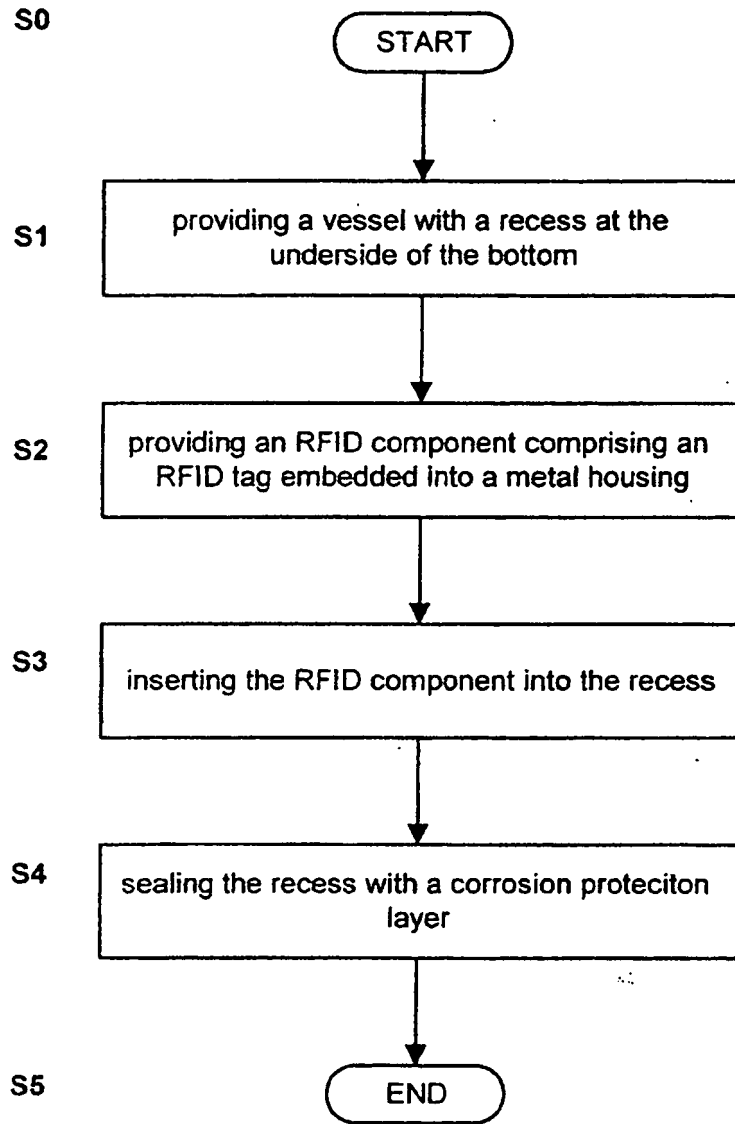 S0
START
S1
providing a vessel with a recess at the
underside of the bottom
S2
providing an RFID component comprising an
RFID tag embedded into a metal housing
S3
inserting the RFID component into the recess
S4
sealing the recess with a corrosion proteciton
layer
S5
END